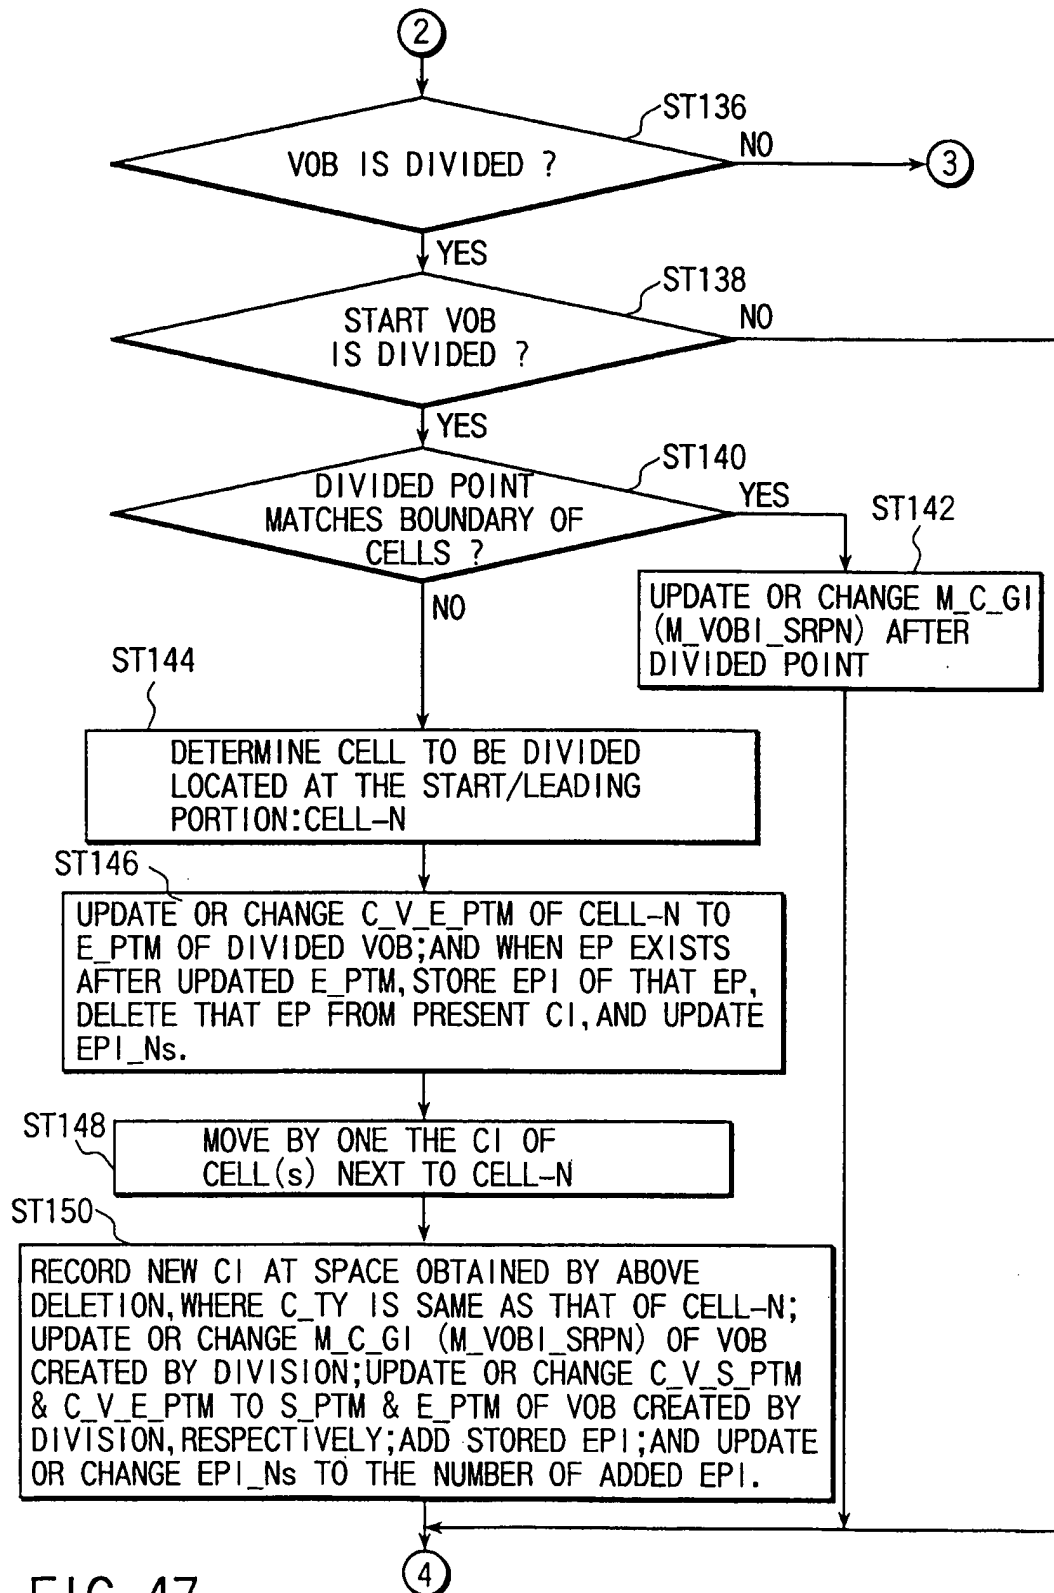 2
ST136
VOB IS DIVIDED ?
NO
3
YES
ST138
START VOB
IS DIVIDED ?
NO
YES
ST140
DIVIDED POINT
MATCHES BOUNDARY OF
CELLS ?
YES
ST142
NO
UPDATE OR CHANGE M_C_GI
(M_VOBI_SRPN) AFTER
DIVIDED POINT
ST144
DETERMINE CELL TO BE DIVIDED
LOCATED AT THE START/LEADING
PORTION:CELL-N
ST146
UPDATE OR CHANGE C_V_E_PTM OF CELL-N TO
E_PTM OF DIVIDED VOB;AND WHEN EP EXISTS
AFTER UPDATED E_PTM,STORE EPI OF THAT EP,
DELETE THAT EP FROM PRESENT CI,AND UPDATE
EPI_Ns.
ST148
MOVE BY ONE THE CI OF
CELL(s) NEXT TO CELL-N
ST150
RECORD NEW CI AT SPACE OBTAINED BY ABOVE
DELETION,WHERE C_TY IS SAME AS THAT OF CELL-N;
UPDATE OR CHANGE M_C_GI (M_VOBI_SRPN) OF VOB
CREATED BY DIVISION;UPDATE OR CHANGE C_V_S_PTM
& C_V_E_PTM TO S_PTM & E_PTM OF VOB CREATED BY
DIVISION,RESPECTIVELY;ADD STORED EPI;AND UPDATE
OR CHANGE EPI_Ns TO THE NUMBER OF ADDED EPI.
4
FIG. 47